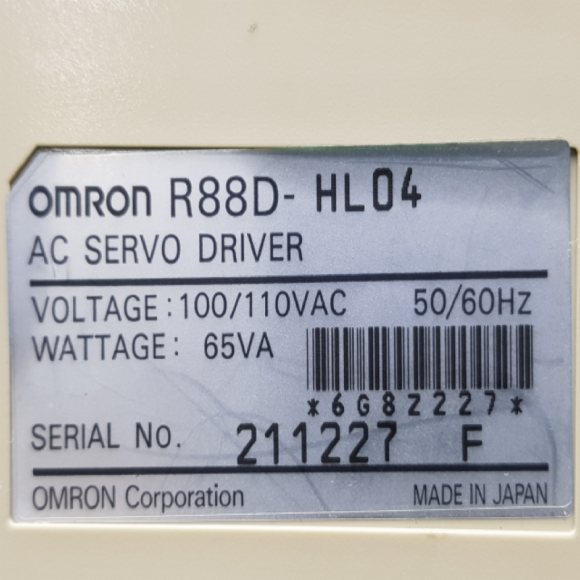 OMRON R88D- HL04
AC SERVO DRIVER
VOLTAGE: 100/110VAC 50/60Hz
WATTAGE: 65VA
*6G8Z227*
SERIAL No. 211227 F
OMRON Corporation MADE IN JAPAN